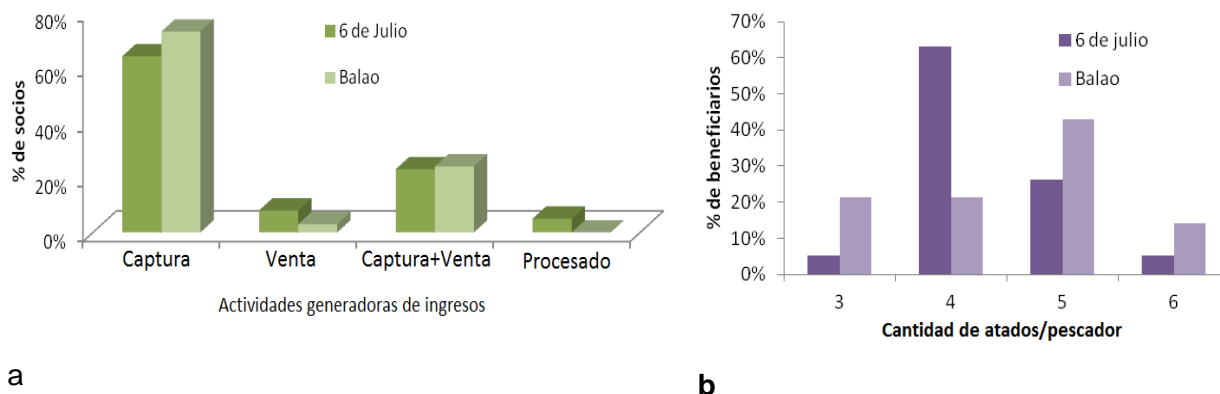 80%
60%
40%
20%
0%
% de socios
6 de Julio
Balao
Captura
Venta
Captura+Venta
Procesado
Actividades generadoras de ingresos
a
70%
60%
50%
40%
30%
20%
10%
0%
% de beneficiarios
6 de julio
Balao
3
4
5
6
Cantidad de atados/pescador
b